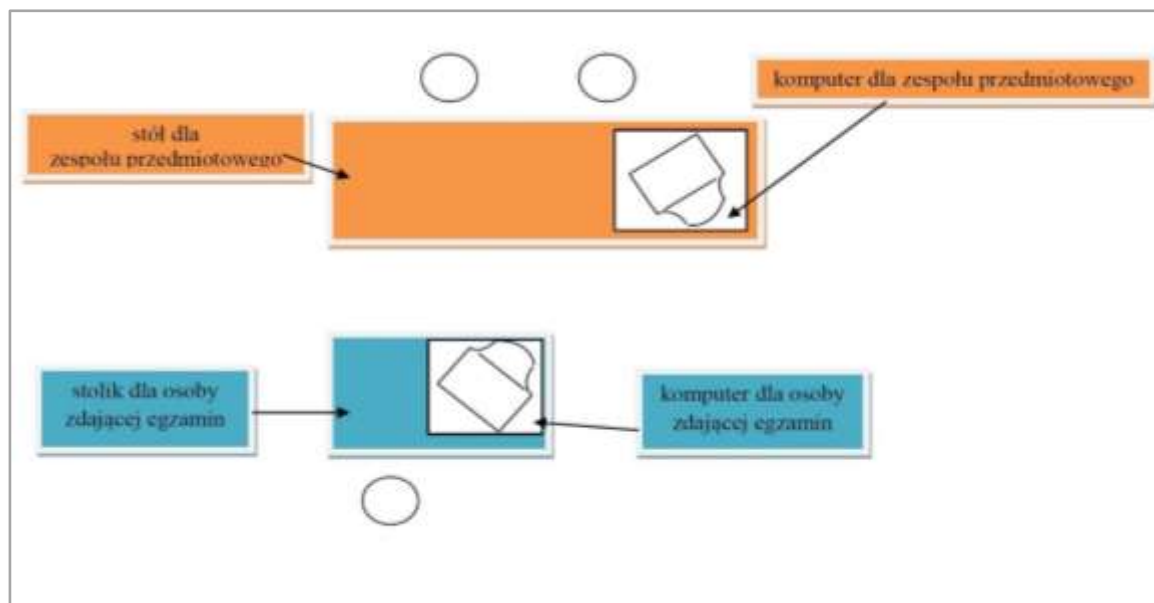 komputer dla zespołu przedmiotowego
stół dla
zespołu przedmiotowego
stolik dla osoby
zdającej egzamin
komputer dla osoby
zdającej egzamin